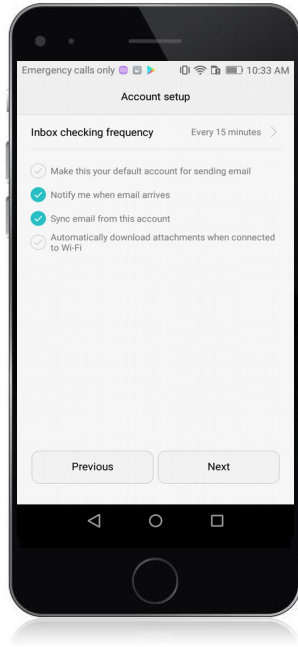 Emergency calls only 10:33 AM
Account setup
Inbox checking frequency Every 15 minutes
Make this your default account for sending email
Notify me when email arrives
Sync email from this account
Automatically download attachments when connected
to Wi-Fi
Previous Next